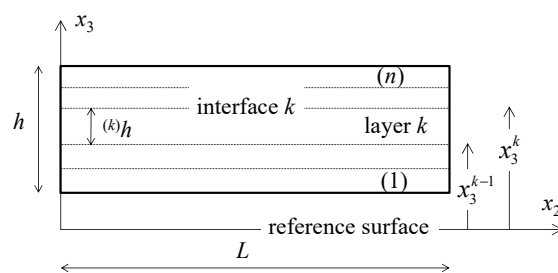 x₃
(n)
interface k
h
⁽ᵏ⁾h
layer k
x₃ᵏ
(1)
x₃ᵏ⁻¹
x₂
reference surface
L